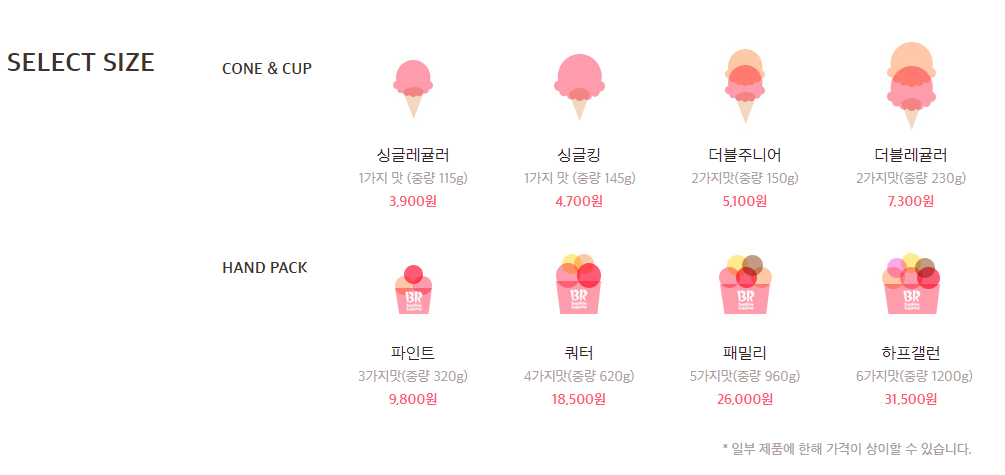 SELECT SIZE
CONE & CUP
싱글레귤러
1가지 맛 (중량 115g)
3,900원
싱글킹
1가지 맛 (중량 145g)
4,700원
더블주니어
2가지맛(중량 150g)
5,100원
더블레귤러
2가지맛(중량 230g)
7,300원
HAND PACK
BR
BR
BR
BR
파인트
3가지맛(중량 320g)
9,800원
쿼터
4가지맛(중량 620g)
18,500원
패밀리
5가지맛(중량 960g)
26,000원
하프갤런
6가지맛(중량 1200g)
31,500원
* 일부 제품에 한해 가격이 상이할 수 있습니다.